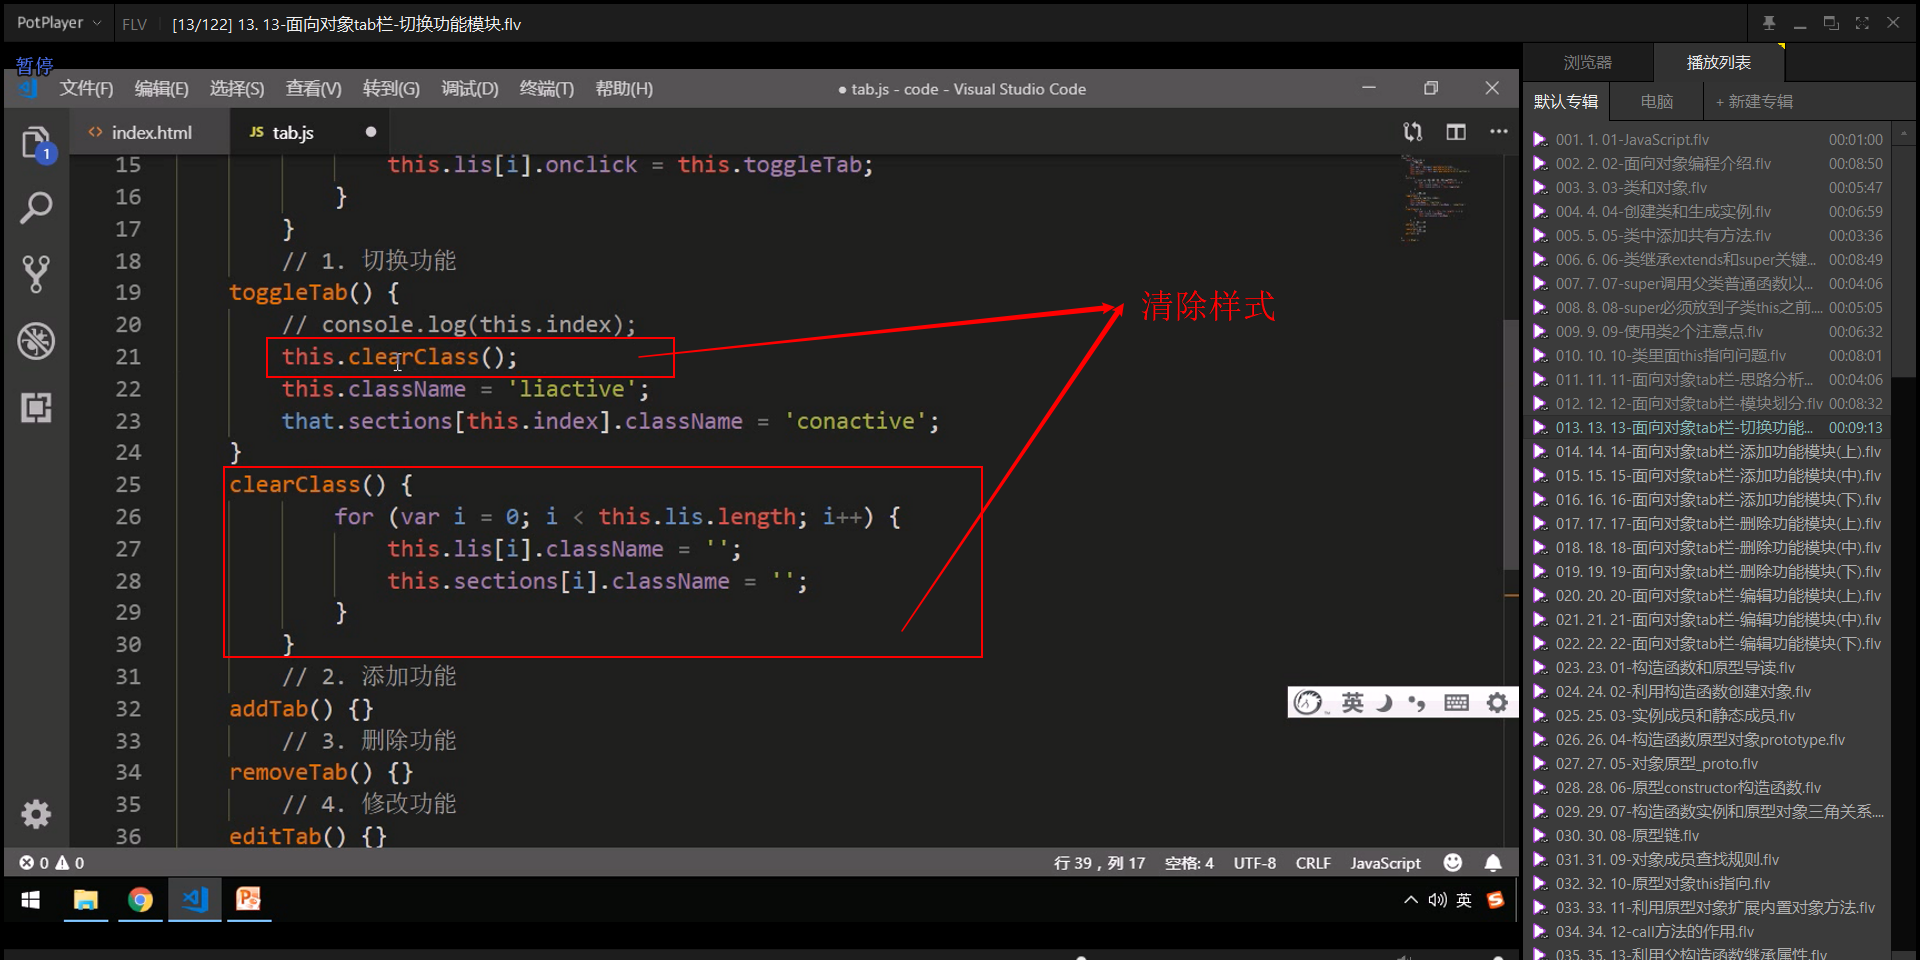 PotPlayer FLV [13/122] 13. 13-面向对象tab栏-切换功能模块.flv
暂停
文件(F) 编辑(E) 选择(S) 查看(V) 转到(G) 调试(D) 终端(T) 帮助(H) ● tab.js - code - Visual Studio Code
index.html JS tab.js
1
15 this.lis[i].onclick = this.toggleTab;
16 }
17 }
18 // 1. 切换功能
19 toggleTab() {
20 // console.log(this.index);
21 this.clearClass();
22 this.className = 'liactive';
23 that.sections[this.index].className = 'conactive';
24 }
25 clearClass() {
26 for (var i = 0; i < this.lis.length; i++) {
27 this.lis[i].className = '';
28 this.sections[i].className = '';
29 }
30 }
31 // 2. 添加功能
32 addTab() {}
33 // 3. 删除功能
34 removeTab() {}
35 // 4. 修改功能
36 editTab() {}
清除样式
英
0 0 行 39，列 17 空格: 4 UTF-8 CRLF JavaScript
英
浏览器 播放列表
默认专辑 电脑 + 新建专辑
001. 1. 01-JavaScript.flv 00:01:00
002. 2. 02-面向对象编程介绍.flv 00:08:50
003. 3. 03-类和对象.flv 00:05:47
004. 4. 04-创建类和生成实例.flv 00:06:59
005. 5. 05-类中添加共有方法.flv 00:03:36
006. 6. 06-类继承extends和super关键... 00:08:49
007. 7. 07-super调用父类普通函数以... 00:04:06
008. 8. 08-super必须放到子类this之前.... 00:05:05
009. 9. 09-使用类2个注意点.flv 00:06:32
010. 10. 10-类里面this指向问题.flv 00:08:01
011. 11. 11-面向对象tab栏-思路分析... 00:04:06
012. 12. 12-面向对象tab栏-模块划分.flv 00:08:32
013. 13. 13-面向对象tab栏-切换功能... 00:09:13
014. 14. 14-面向对象tab栏-添加功能模块(上).flv
015. 15. 15-面向对象tab栏-添加功能模块(中).flv
016. 16. 16-面向对象tab栏-添加功能模块(下).flv
017. 17. 17-面向对象tab栏-删除功能模块(上).flv
018. 18. 18-面向对象tab栏-删除功能模块(中).flv
019. 19. 19-面向对象tab栏-删除功能模块(下).flv
020. 20. 20-面向对象tab栏-编辑功能模块(上).flv
021. 21. 21-面向对象tab栏-编辑功能模块(中).flv
022. 22. 22-面向对象tab栏-编辑功能模块(下).flv
023. 23. 01-构造函数和原型导读.flv
024. 24. 02-利用构造函数创建对象.flv
025. 25. 03-实例成员和静态成员.flv
026. 26. 04-构造函数原型对象prototype.flv
027. 27. 05-对象原型_proto.flv
028. 28. 06-原型constructor构造函数.flv
029. 29. 07-构造函数实例和原型对象三角关系....
030. 30. 08-原型链.flv
031. 31. 09-对象成员查找规则.flv
032. 32. 10-原型对象this指向.flv
033. 33. 11-利用原型对象扩展内置对象方法.flv
034. 34. 12-call方法的作用.flv
035. 35. 13-利用父构造函数继承属性.flv